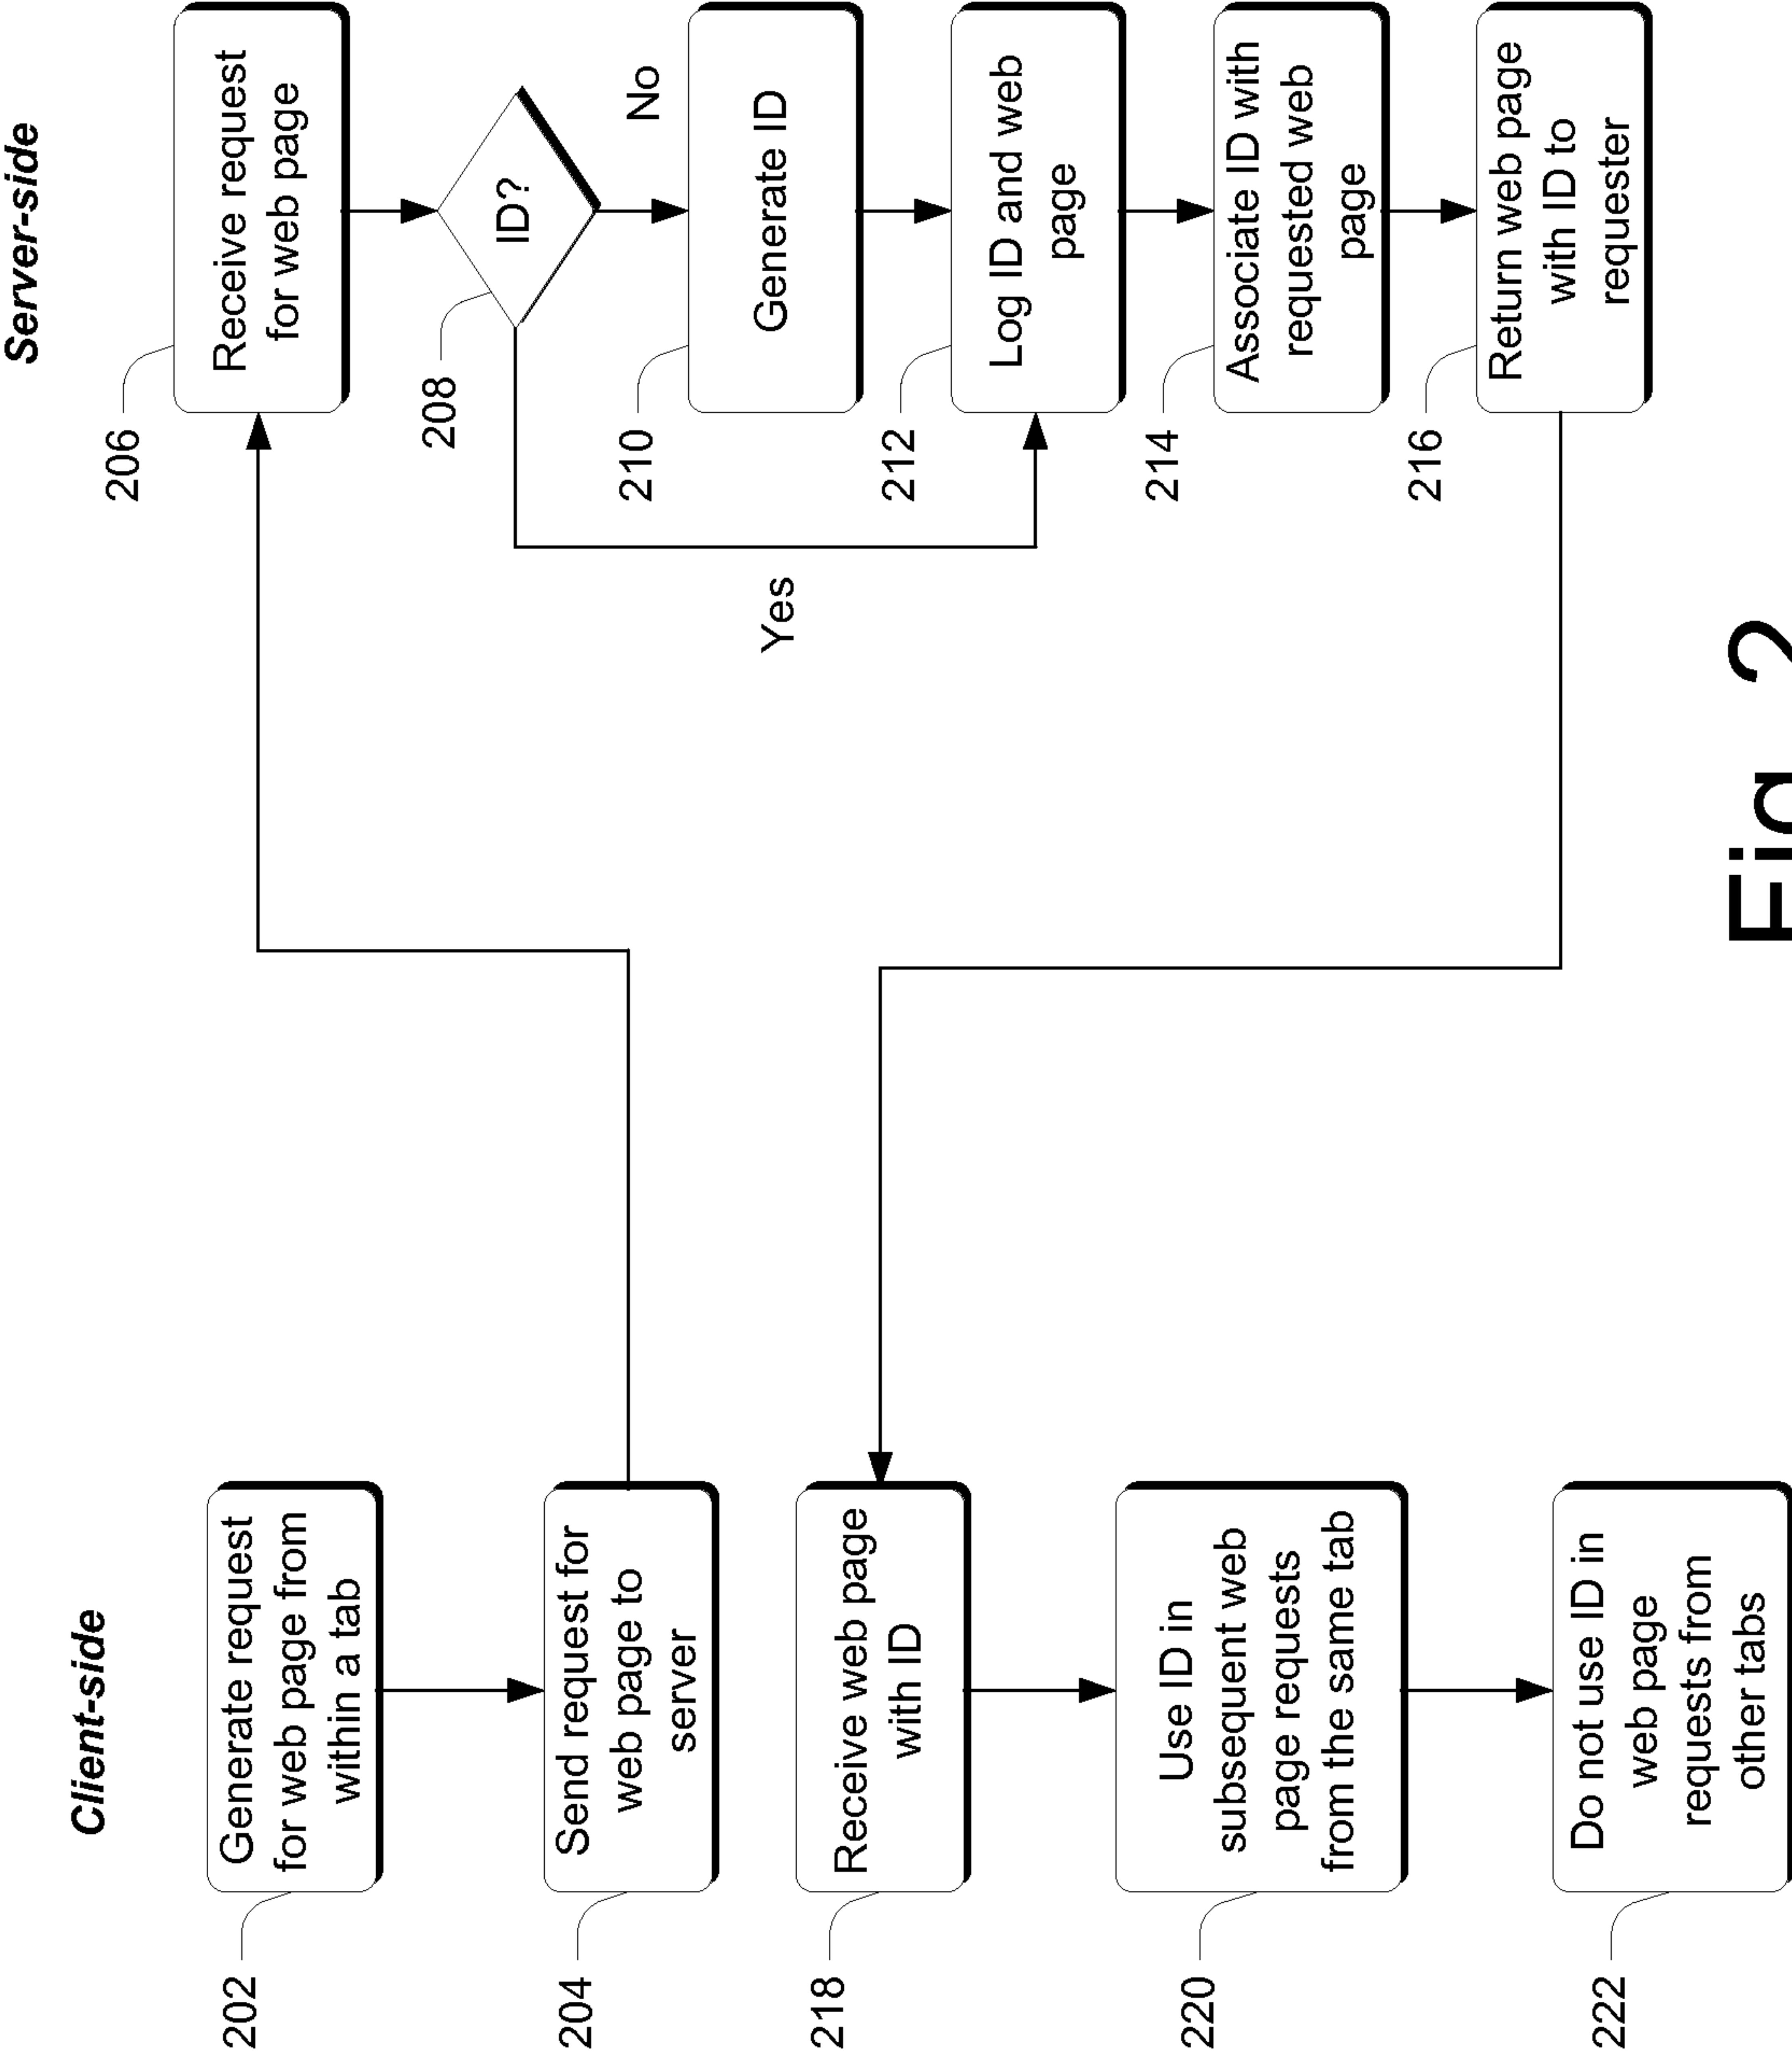 Client-side
202
Generate request
for web page from
within a tab
204
Send request for
web page to
server
218
Receive web page
with ID
220
Use ID in
subsequent web
page requests
from the same tab
222
Do not use ID in
web page
requests from
other tabs
Server-side
206
Receive request
for web page
208
ID?
No
Yes
210
Generate ID
212
Log ID and web
page
214
Associate ID with
requested web
page
216
Return web page
with ID to
requester
Fig. 2